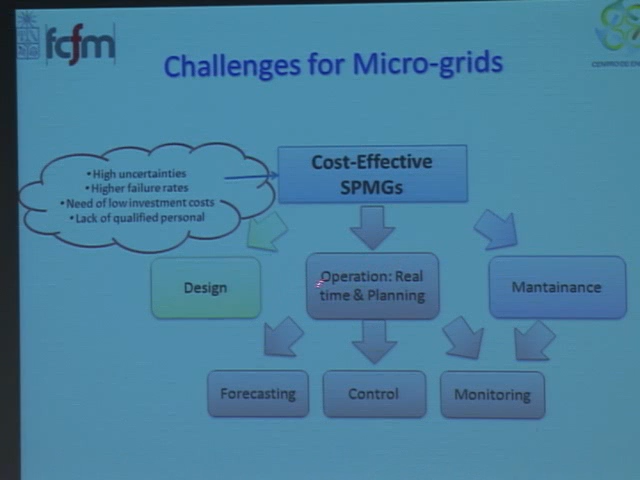 fcfm
Challenges for Micro-grids
• High uncertainties
• Higher failure rates
• Need of low investment costs
• Lack of qualified personal
Cost-Effective
SPMGs
Design
Operation: Real
time & Planning
Mantainance
Forecasting
Control
Monitoring